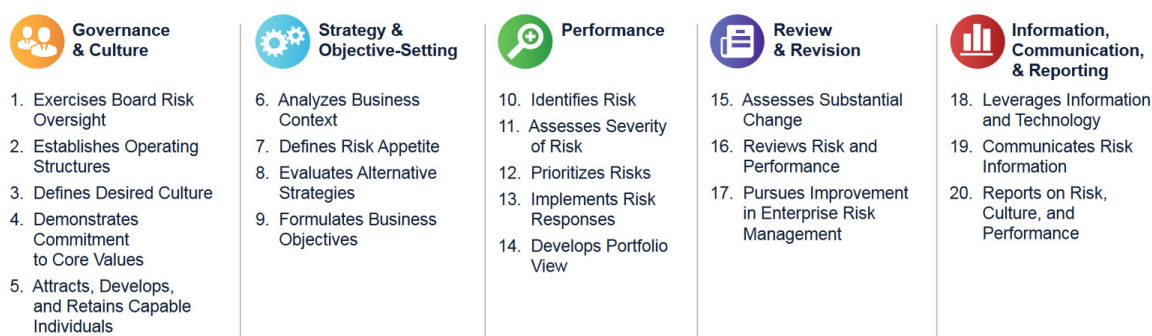 Governance
& Culture
1. Exercises Board Risk
Oversight
2. Establishes Operating
Structures
3. Defines Desired Culture
4. Demonstrates
Commitment
to Core Values
5. Attracts, Develops,
and Retains Capable
Individuals
Strategy &
Objective-Setting
6. Analyzes Business
Context
7. Defines Risk Appetite
8. Evaluates Alternative
Strategies
9. Formulates Business
Objectives
Performance
10. Identifies Risk
11. Assesses Severity
of Risk
12. Prioritizes Risks
13. Implements Risk
Responses
14. Develops Portfolio
View
Review
& Revision
15. Assesses Substantial
Change
16. Reviews Risk and
Performance
17. Pursues Improvement
in Enterprise Risk
Management
Information,
Communication,
& Reporting
18. Leverages Information
and Technology
19. Communicates Risk
Information
20. Reports on Risk,
Culture, and
Performance